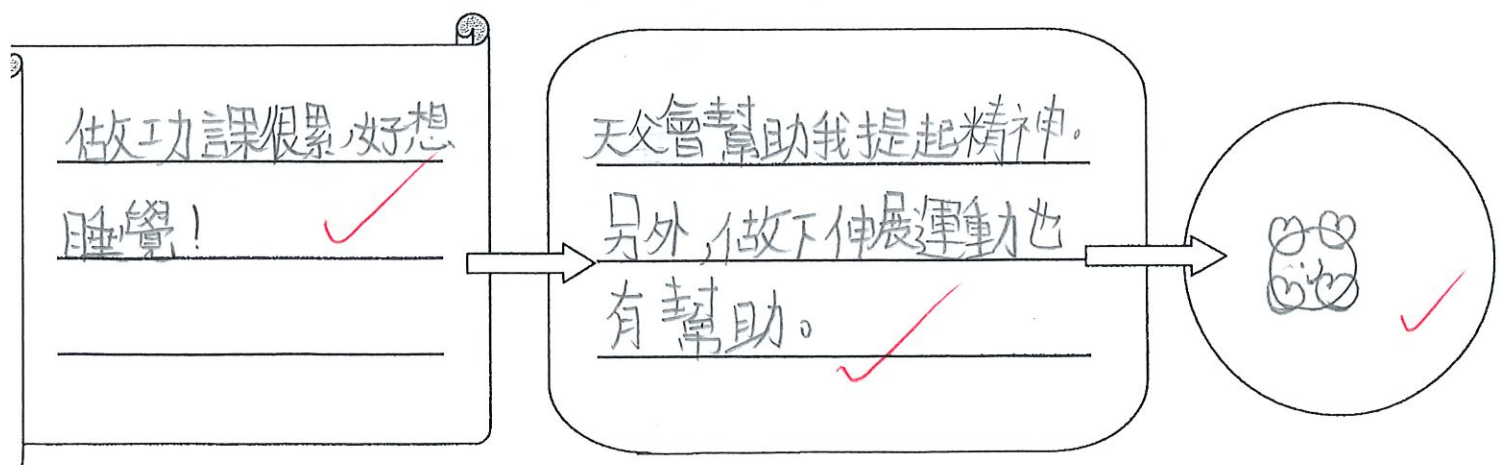 做功課很累,好想
睡覺!
天父會幫助我提起精神。
另外,做下伸展運動也
有幫助。